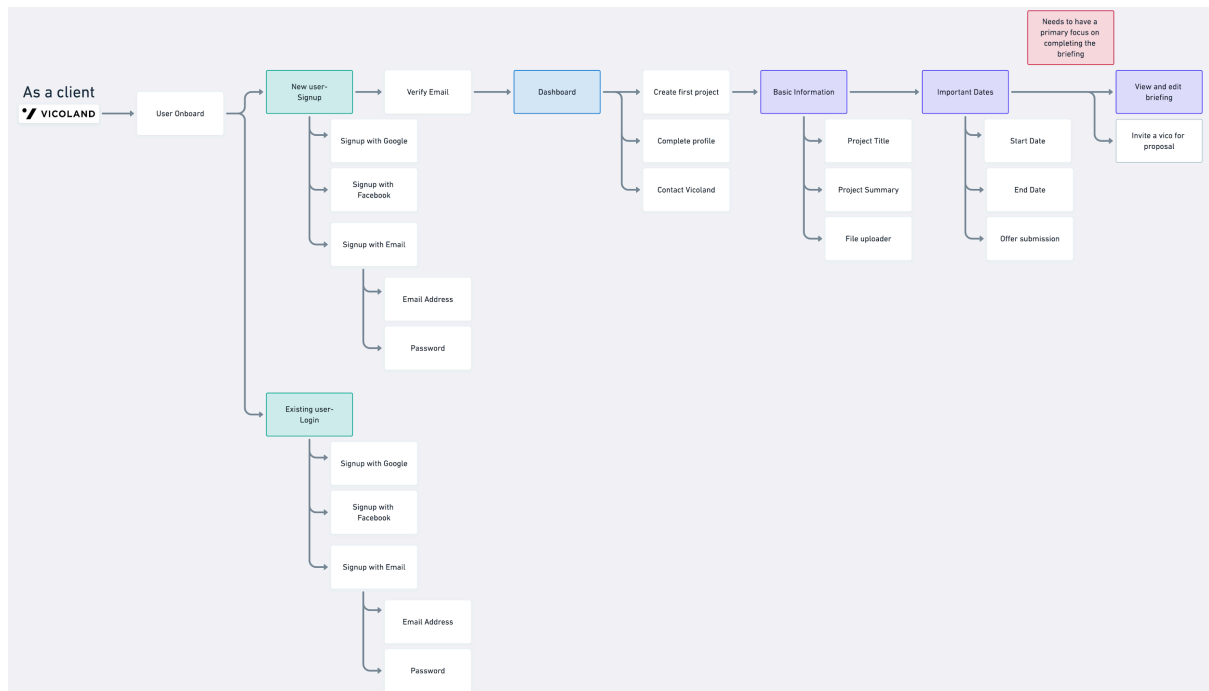 Needs to have a
primary focus on
completing the
briefing
As a client
VICOLAND
User Onboard
New user-
Signup
Verify Email
Dashboard
Create first project
Basic Information
Important Dates
View and edit
briefing
Signup with Google
Complete profile
Project Title
Start Date
Invite a vico for
proposal
Signup with
Facebook
Contact Vicoland
Project Summary
End Date
Signup with Email
File uploader
Offer submission
Email Address
Password
Existing user-
Login
Signup with Google
Signup with
Facebook
Signup with Email
Email Address
Password